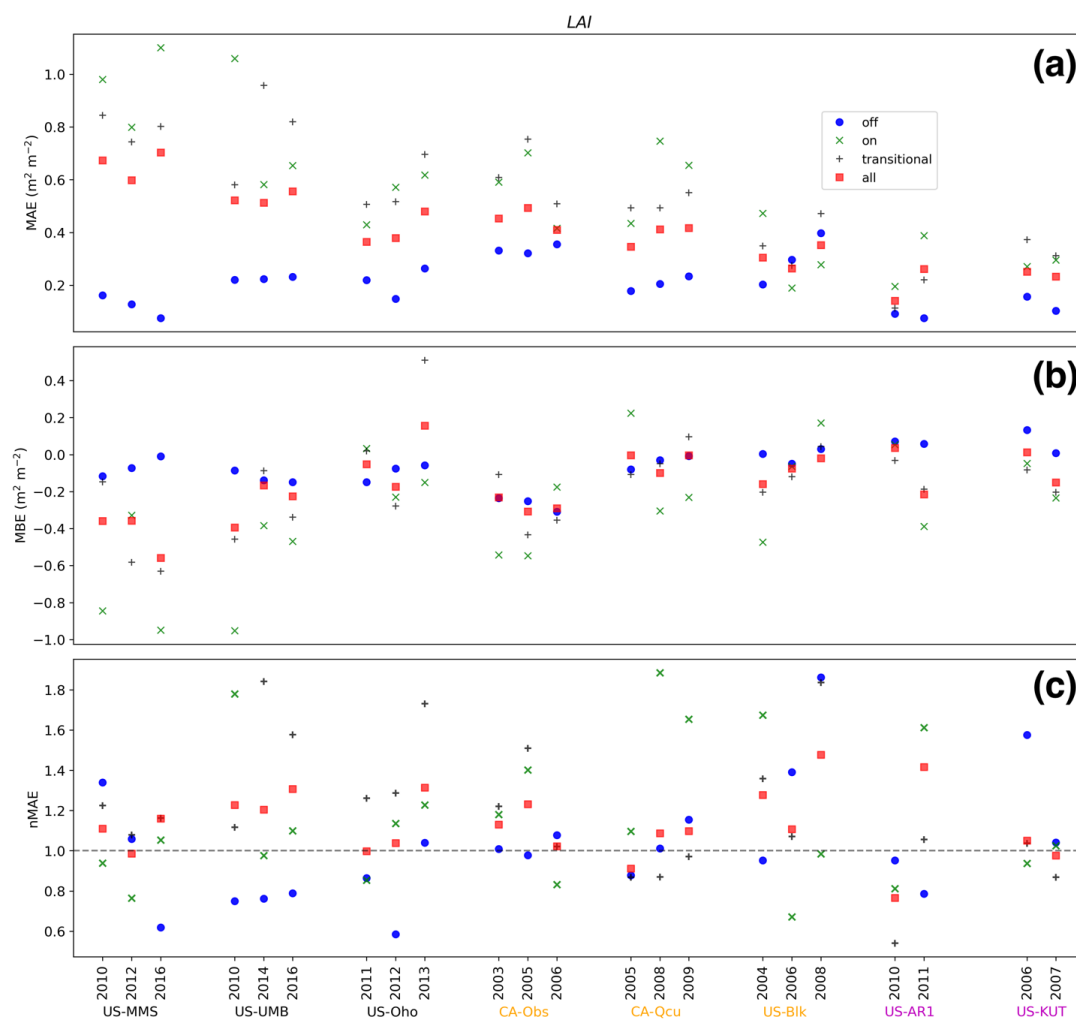 LAI
(a)
MAE (m² m⁻²)
1.0
0.8
0.6
0.4
0.2
off
on
transitional
all
(b)
MBE (m² m⁻²)
0.4
0.2
0.0
−0.2
−0.4
−0.6
−0.8
−1.0
(c)
nMAE
1.8
1.6
1.4
1.2
1.0
0.8
0.6
2010 2012 2016 2010 2014 2016 2011 2012 2013 2003 2005 2006 2005 2008 2009 2004 2006 2008 2010 2011 2006 2007
US-MMS US-UMB US-Oho CA-Obs CA-Qcu US-Blk US-AR1 US-KUT